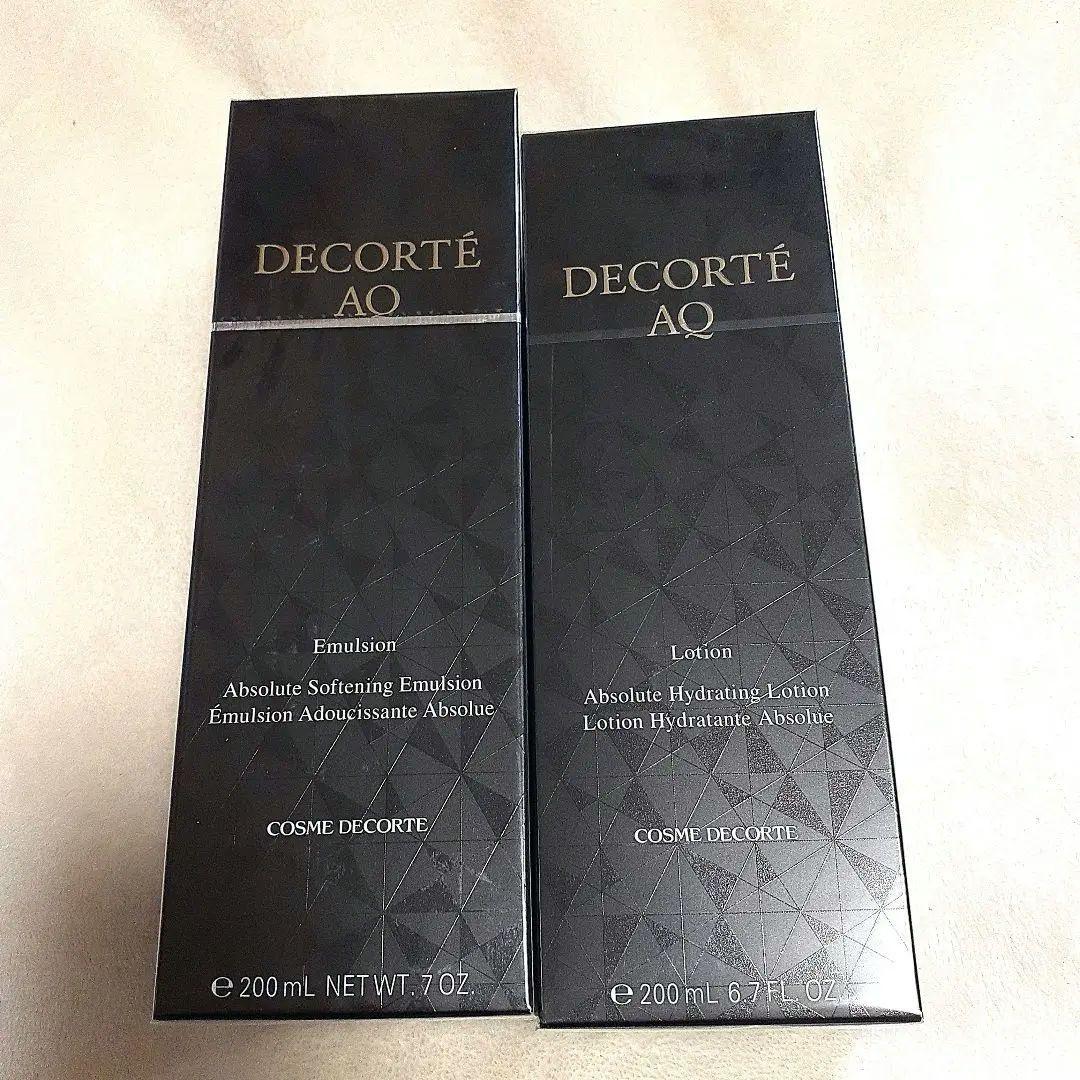 DECORTÉ
AQ
Emulsion
Absolute Softening Emulsion
Émulsion Adoucissante Absolue
COSME DECORTE
℮ 200 mL NET WT. 7 OZ.
DECORTÉ
AQ
Lotion
Absolute Hydrating Lotion
Lotion Hydratante Absolue
COSME DECORTE
℮ 200 mL 6.7 FL. OZ.